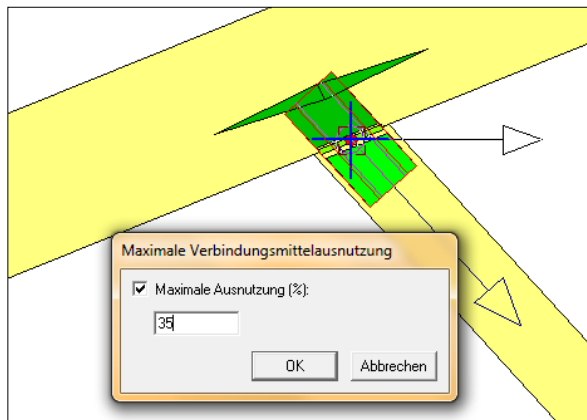 Maximale Verbindungsmittelausnutzung
Maximale Ausnutzung (%):
35
OK
Abbrechen